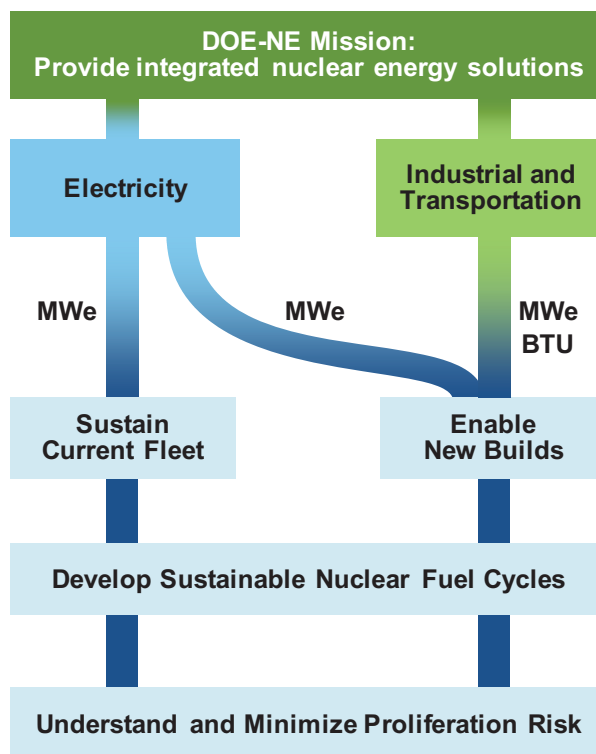 DOE-NE Mission:
Provide integrated nuclear energy solutions
Electricity
Industrial and
Transportation
MWe
MWe
MWe
BTU
Sustain
Current Fleet
Enable
New Builds
Develop Sustainable Nuclear Fuel Cycles
Understand and Minimize Proliferation Risk